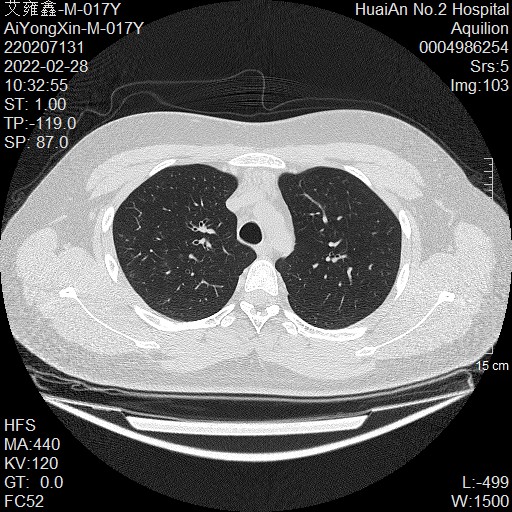 艾雍鑫-M-017Y
AiYongXin-M-017Y
220207131
2022-02-28
10:32:55
ST: 1.00
TP:-119.0
SP: 87.0
HuaiAn No.2 Hospital
Aquilion
0004986254
Srs:5
Img:103
15 cm
HFS
MA:440
KV:120
GT: 0.0
FC52
L:-499
W:1500